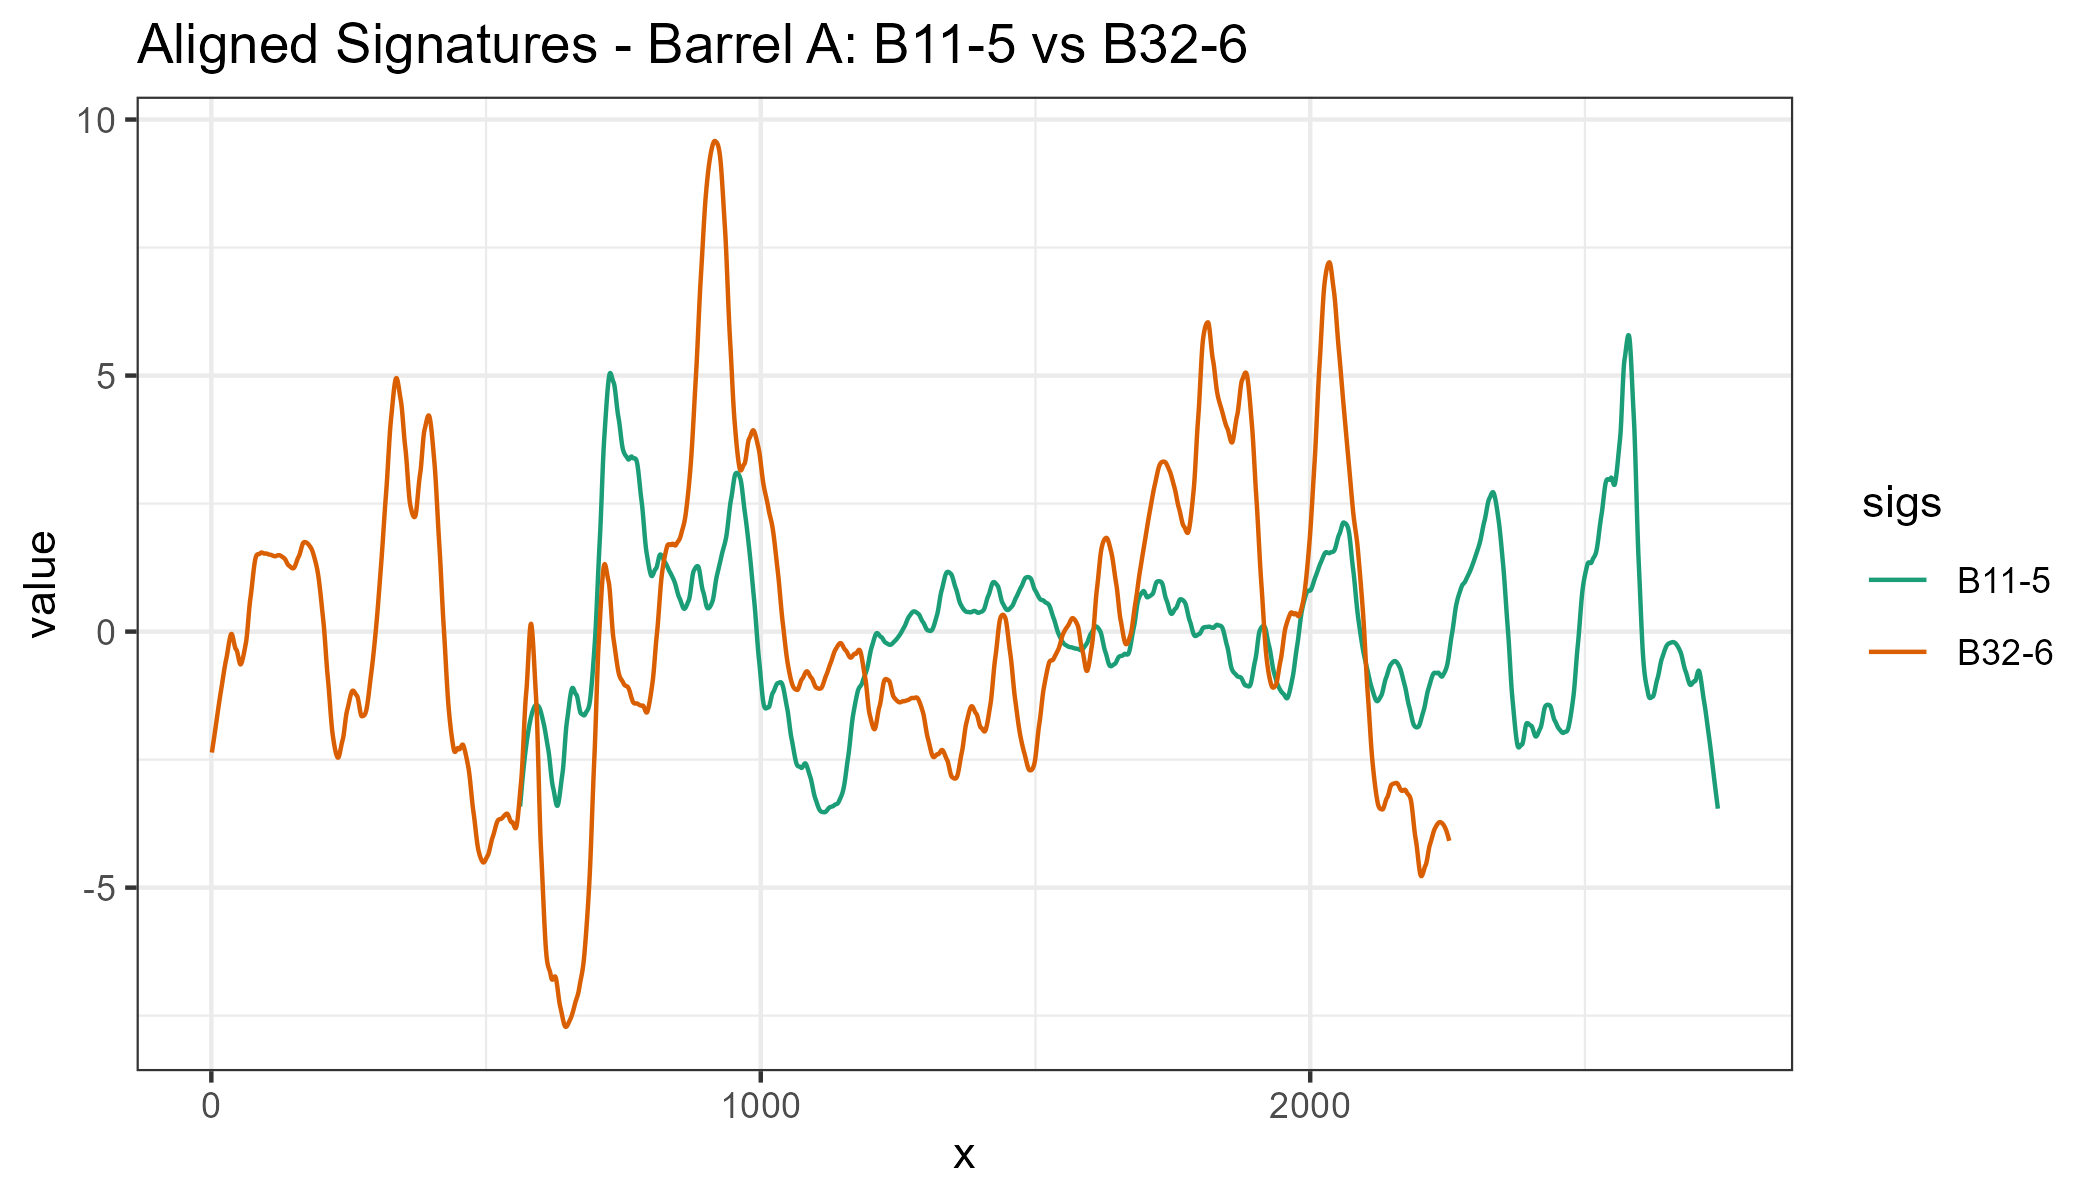 Aligned Signatures - Barrel A: B11-5 vs B32-6
10
5
0
-5
value
0
1000
2000
x
sigs
B11-5
B32-6